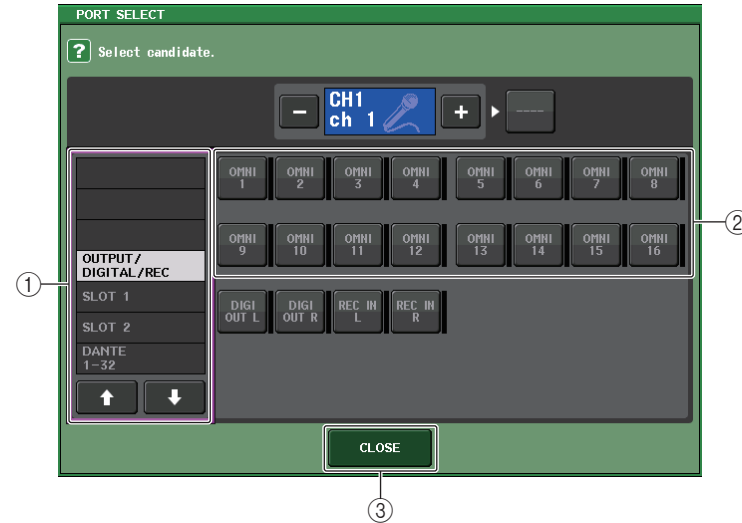 PORT SELECT
? Select candidate.
CH1
ch 1
----
OUTPUT/
DIGITAL/REC
SLOT 1
SLOT 2
DANTE
1-32
OMNI 1
OMNI 2
OMNI 3
OMNI 4
OMNI 5
OMNI 6
OMNI 7
OMNI 8
OMNI 9
OMNI 10
OMNI 11
OMNI 12
OMNI 13
OMNI 14
OMNI 15
OMNI 16
DIGI OUT L
DIGI OUT R
REC IN L
REC IN R
CLOSE
①
②
③